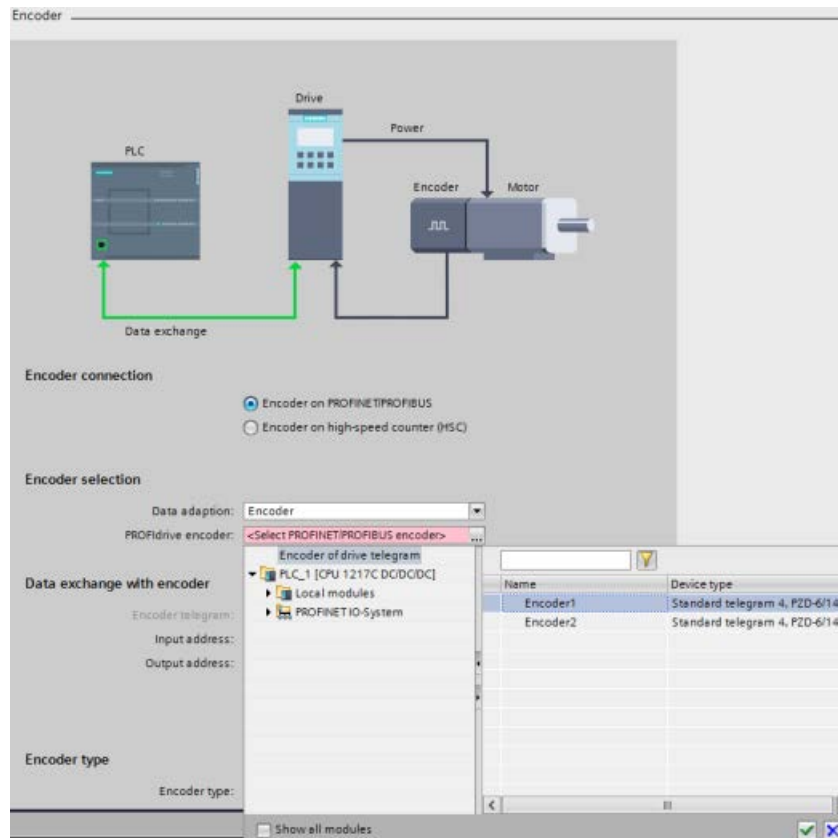 Encoder
Drive
Power
PLC
Encoder
Motor
Data exchange
Encoder connection
Encoder on PROFINET/PROFIBUS
Encoder on high-speed counter (HSC)
Encoder selection
Data adaption: Encoder
PROFIdrive encoder: <Select PROFINET/PROFIBUS encoder> ...
Encoder of drive telegram
PLC_1 [CPU 1217C DC/DC/DC]
Name Device type
Data exchange with encoder
Local modules
Encoder1 Standard telegram 4, PZD-6/14
Encoder telegram:
PROFINET IO-System
Encoder2 Standard telegram 4, PZD-6/14
Input address:
Output address:
Encoder type
Encoder type:
Show all modules